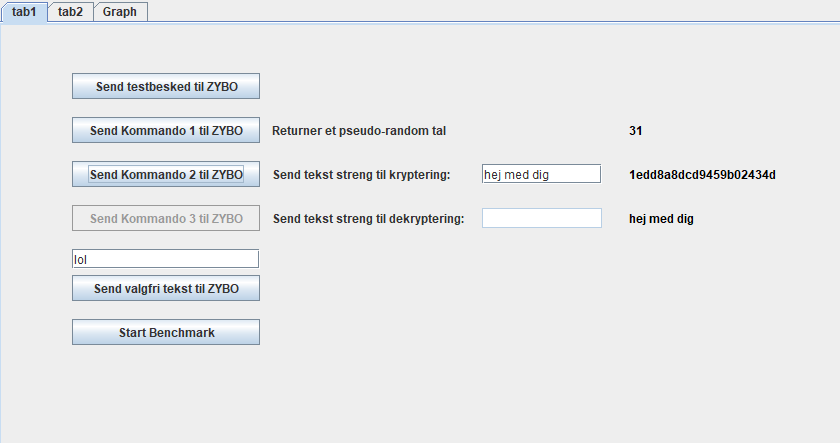 tab1 tab2 Graph
Send testbesked til ZYBO
Send Kommando 1 til ZYBO Returner et pseudo-random tal 31
Send Kommando 2 til ZYBO Send tekst streng til kryptering: hej med dig 1edd8a8dcd9459b02434d
Send Kommando 3 til ZYBO Send tekst streng til dekryptering: hej med dig
lol
Send valgfri tekst til ZYBO
Start Benchmark